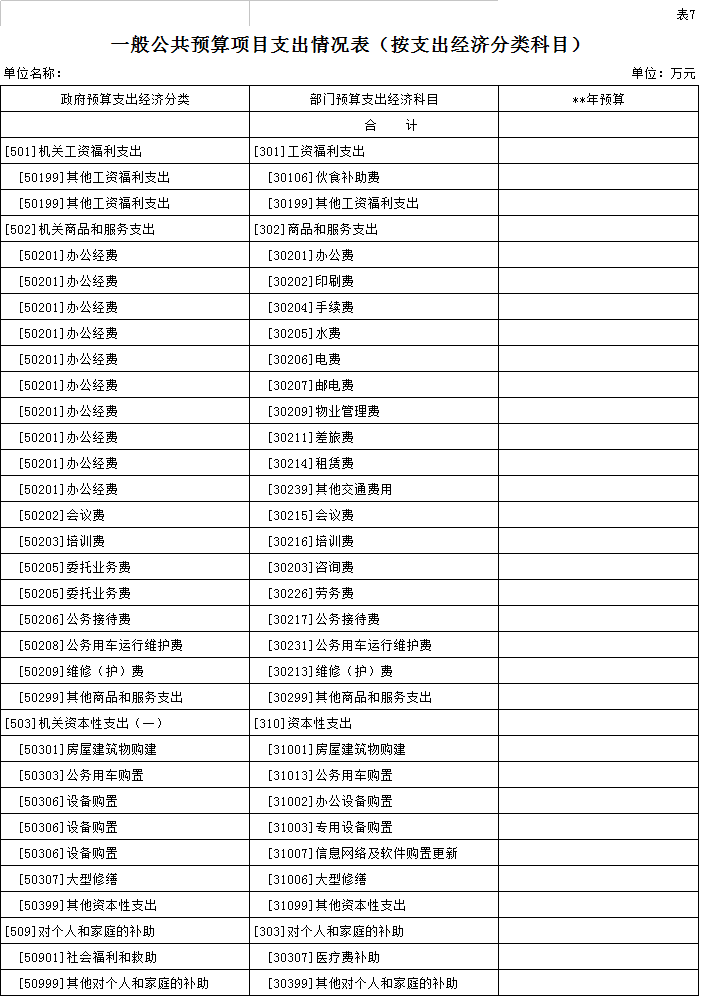 表7
一般公共预算项目支出情况表（按支出经济分类科目）
单位名称： 单位：万元
政府预算支出经济分类 部门预算支出经济科目 **年预算
合 计
[501]机关工资福利支出 [301]工资福利支出
[50199]其他工资福利支出 [30106]伙食补助费
[50199]其他工资福利支出 [30199]其他工资福利支出
[502]机关商品和服务支出 [302]商品和服务支出
[50201]办公经费 [30201]办公费
[50201]办公经费 [30202]印刷费
[50201]办公经费 [30204]手续费
[50201]办公经费 [30205]水费
[50201]办公经费 [30206]电费
[50201]办公经费 [30207]邮电费
[50201]办公经费 [30209]物业管理费
[50201]办公经费 [30211]差旅费
[50201]办公经费 [30214]租赁费
[50201]办公经费 [30239]其他交通费用
[50202]会议费 [30215]会议费
[50203]培训费 [30216]培训费
[50205]委托业务费 [30203]咨询费
[50205]委托业务费 [30226]劳务费
[50206]公务接待费 [30217]公务接待费
[50208]公务用车运行维护费 [30231]公务用车运行维护费
[50209]维修（护）费 [30213]维修（护）费
[50299]其他商品和服务支出 [30299]其他商品和服务支出
[503]机关资本性支出（一） [310]资本性支出
[50301]房屋建筑物购建 [31001]房屋建筑物购建
[50303]公务用车购置 [31013]公务用车购置
[50306]设备购置 [31002]办公设备购置
[50306]设备购置 [31003]专用设备购置
[50306]设备购置 [31007]信息网络及软件购置更新
[50307]大型修缮 [31006]大型修缮
[50399]其他资本性支出 [31099]其他资本性支出
[509]对个人和家庭的补助 [303]对个人和家庭的补助
[50901]社会福利和救助 [30307]医疗费补助
[50999]其他对个人和家庭的补助 [30399]其他对个人和家庭的补助